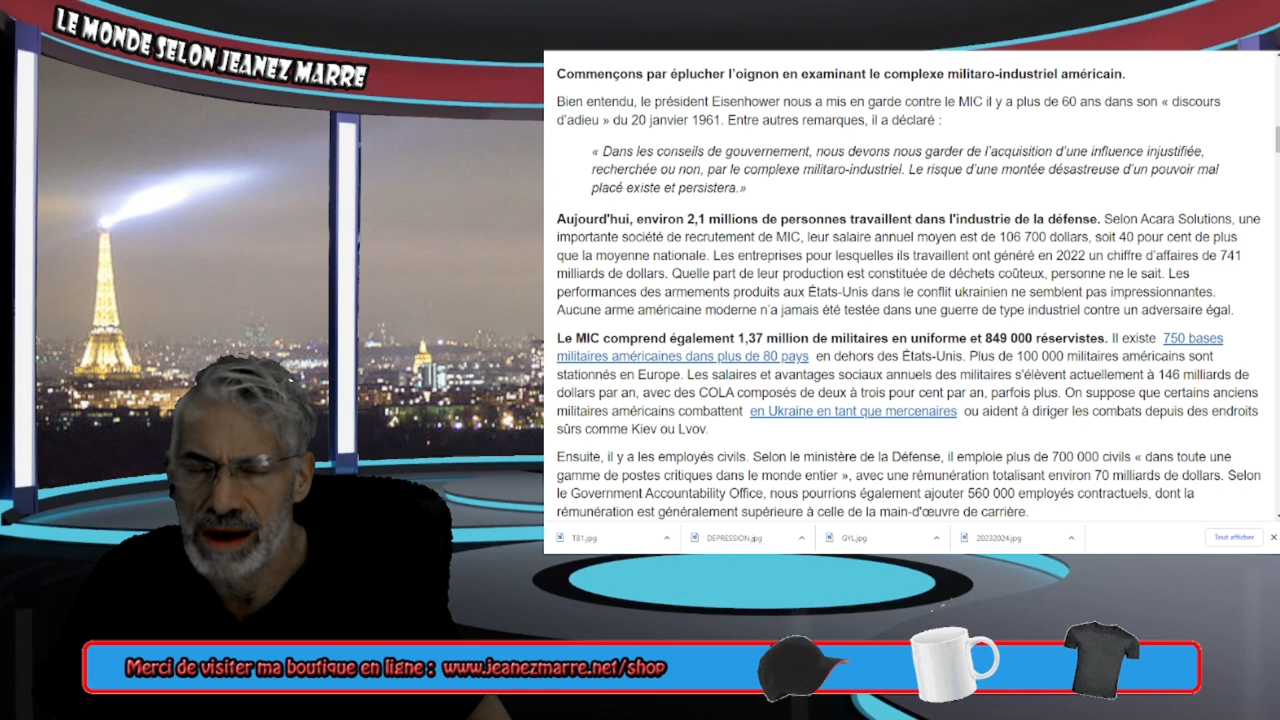 LE MONDE SELON JEANEZ MARRE
Commençons par éplucher l'oignon en examinant le complexe militaro-industriel américain.
Bien entendu, le président Eisenhower nous a mis en garde contre le MIC il y a plus de 60 ans dans son « discours
d'adieu » du 20 janvier 1961. Entre autres remarques, il a déclaré :
« Dans les conseils de gouvernement, nous devons nous garder de l'acquisition d'une influence injustifiée,
recherchée ou non, par le complexe militaro-industriel. Le risque d'une montée désastreuse d'un pouvoir mal
placé existe et persistera.»
Aujourd'hui, environ 2,1 millions de personnes travaillent dans l'industrie de la défense. Selon Acara Solutions, une
importante société de recrutement de MIC, leur salaire annuel moyen est de 106 700 dollars, soit 40 pour cent de plus
que la moyenne nationale. Les entreprises pour lesquelles ils travaillent ont généré en 2022 un chiffre d'affaires de 741
milliards de dollars. Quelle part de leur production est constituée de déchets coûteux, personne ne le sait. Les
performances des armements produits aux États-Unis dans le conflit ukrainien ne semblent pas impressionnantes.
Aucune arme américaine moderne n'a jamais été testée dans une guerre de type industriel contre un adversaire égal.
Le MIC comprend également 1,37 million de militaires en uniforme et 849 000 réservistes. Il existe 750 bases
militaires américaines dans plus de 80 pays en dehors des États-Unis. Plus de 100 000 militaires américains sont
stationnés en Europe. Les salaires et avantages sociaux annuels des militaires s'élèvent actuellement à 146 milliards de
dollars par an, avec des COLA composés de deux à trois pour cent par an, parfois plus. On suppose que certains anciens
militaires américains combattent en Ukraine en tant que mercenaires ou aident à diriger les combats depuis des endroits
sûrs comme Kiev ou Lvov.
Ensuite, il y a les employés civils. Selon le ministère de la Défense, il emploie plus de 700 000 civils « dans toute une
gamme de postes critiques dans le monde entier », avec une rémunération totalisant environ 70 milliards de dollars. Selon
le Government Accountability Office, nous pourrions également ajouter 560 000 employés contractuels, dont la
rémunération est généralement supérieure à celle de la main-d'œuvre de carrière.
TB1.jpg DEPRESSION.jpg GYL.jpg 20232024.jpg Tout afficher
Merci de visiter ma boutique en ligne : www.jeanezmarre.net/shop